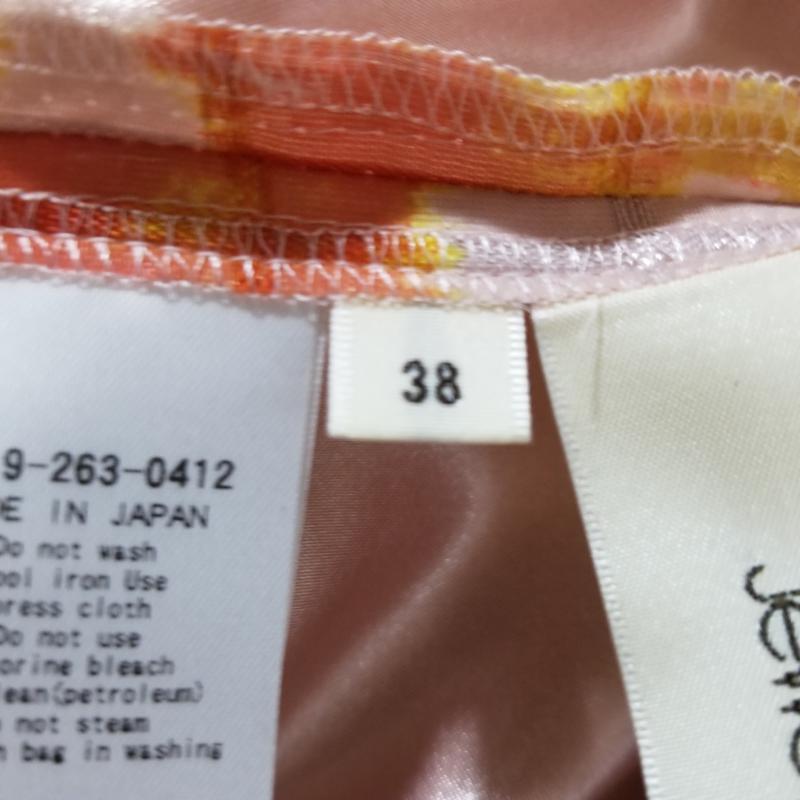 38
9-263-0412
E IN JAPAN
Do not wash
ool iron Use
press cloth
Do not use
orine bleach
lean(petroleum)
not steam
n bag in washing